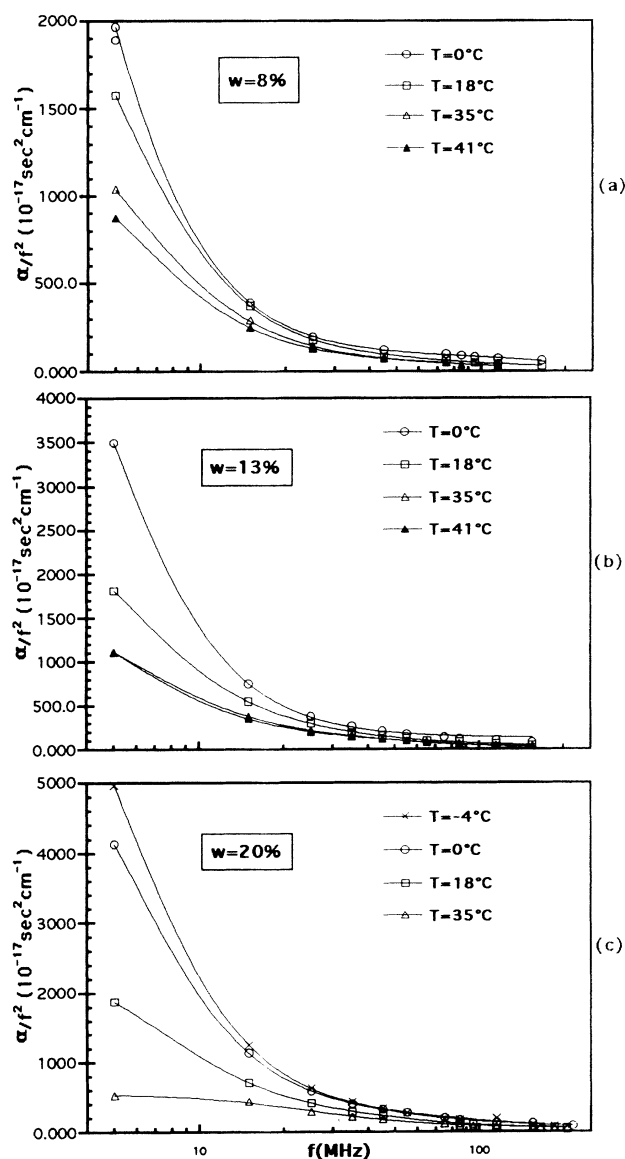 2000
1500
1000
500.0
0.000
α/f² (10⁻¹⁷sec²cm⁻¹)
w=8%
T=0°C
T=18°C
T=35°C
T=41°C
(a)
4000
3500
3000
2500
2000
1500
1000
500.0
0.000
α/f² (10⁻¹⁷sec²cm⁻¹)
w=13%
T=0°C
T=18°C
T=35°C
T=41°C
(b)
5000
4000
3000
2000
1000
0.000
α/f² (10⁻¹⁷sec²cm⁻¹)
w=20%
T=-4°C
T=0°C
T=18°C
T=35°C
(c)
10 f(MHz) 100